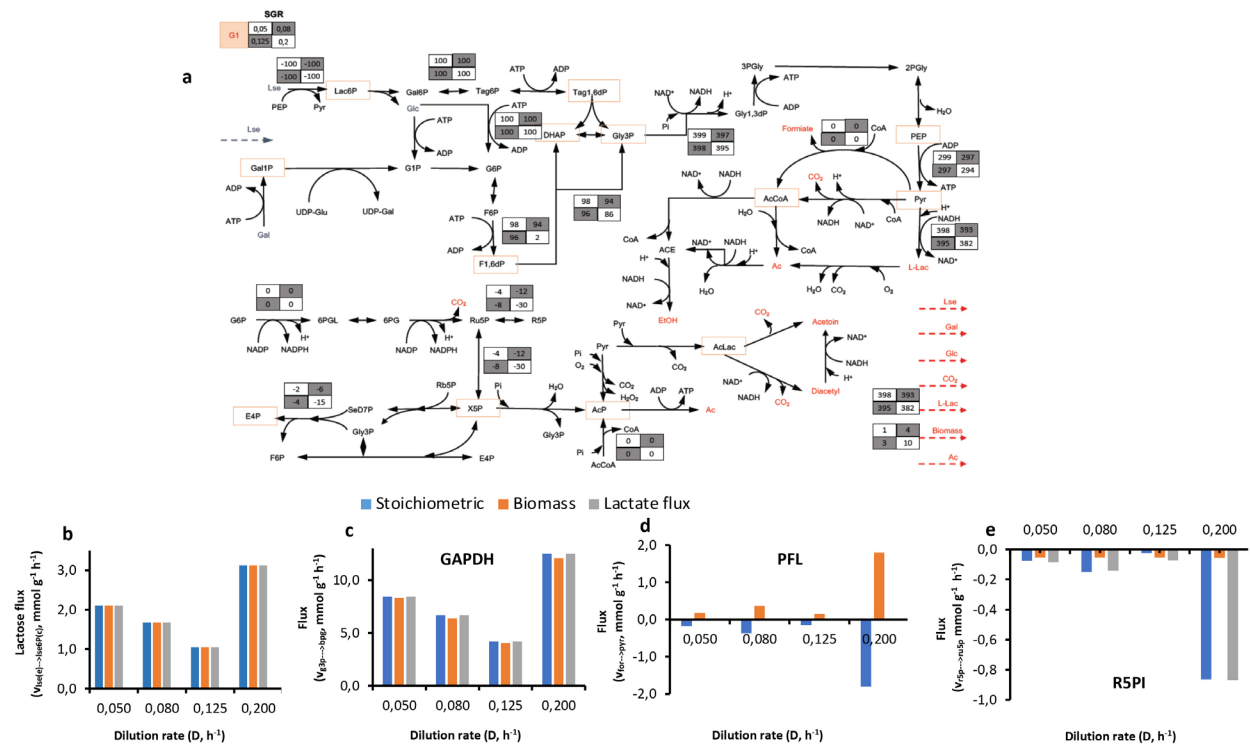 SGR
G1
0,05 0,08
0,125 0,2
a
-100 -100
-100 -100
Lse
PEP
Pyr
Lac6P
100 100
100 100
Gal6P
Tag6P
ATP
ADP
Tag1,6dP
Glc
ATP
ADP
ATP
ADP
100 100
100 100
DHAP
Gly3P
Pi
NAD⁺
NADH
H⁺
399 397
398 395
Gly1,3dP
3PGly
ATP
ADP
2PGly
H₂O
PEP
ADP
ATP
299 297
297 294
Formiate
0 0
0 0
CoA
Lse
Gal1P
G1P
G6P
ADP
ATP
Gal
UDP-Glu
UDP-Gal
F6P
ATP
ADP
98 94
96 2
F1,6dP
98 94
96 86
NAD⁺
NADH
AcCoA
CO₂
H⁺
NADH
NAD⁺
CoA
Pyr
H⁺
NADH
NAD⁺
398 393
395 382
CoA
ACE
H₂O
CoA
NAD⁺
NADH
H⁺
H₂O
Ac
H₂O
CO₂
O₂
L-Lac
H⁺
NADH
NAD⁺
EtOH
0 0
0 0
G6P
NADP
NADPH
H⁺
6PGL
6PG
NADP
NADPH
H⁺
CO₂
Ru5P
R5P
-4 -12
-8 -30
-4 -12
-8 -30
Pyr
Pyr
CO₂
AcLac
CO₂
Acetoin
NAD⁺
NADH
H⁺
Diacetyl
NAD⁺
NADH
CO₂
Pi
O₂
CO₂
H₂O₂
-2 -6
-4 -15
E4P
SeD7P
Gly3P
Rb5P
X5P
Pi
H₂O
Gly3P
AcP
ADP
ATP
Ac
F6P
E4P
CoA
Pi
AcCoA
0 0
0 0
Lse
Gal
Glc
CO₂
398 393
395 382
L-Lac
1 4
3 10
Biomass
Ac
Stoichiometric Biomass Lactate flux
b
Lactose flux
(vlse(e)-->lse6P(c), mmol g⁻¹ h⁻¹)
3,0
2,0
1,0
0,0
0,050 0,080 0,125 0,200
Dilution rate (D, h⁻¹)
c
GAPDH
Flux
(vg3p--->bpg, mmol g⁻¹ h⁻¹)
10,0
5,0
0,0
0,050 0,080 0,125 0,200
Dilution rate (D, h⁻¹)
d
PFL
Flux
(vfor-->pyr, mmol g⁻¹ h⁻¹)
2,0
1,0
0,0
-1,0
-2,0
0,050 0,080 0,125 0,200
Dilution rate (D, h⁻¹)
e
0,050 0,080 0,125 0,200
Flux
(vr5p--->ru5p mmol g⁻¹ h⁻¹)
0,0
-0,2
-0,4
-0,6
-0,8
-1,0
R5PI
Dilution rate (D, h⁻¹)